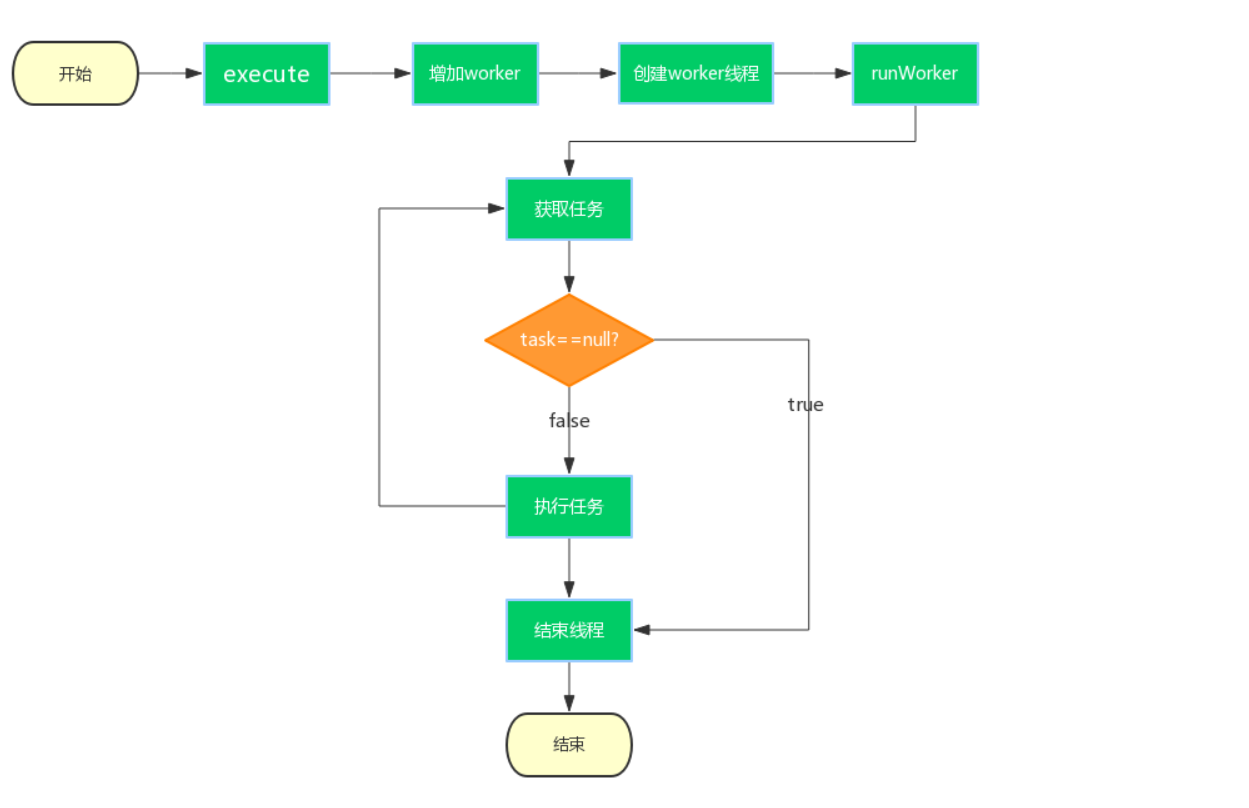 开始
execute
增加worker
创建worker线程
runWorker
获取任务
task==null?
true
false
执行任务
结束线程
结束